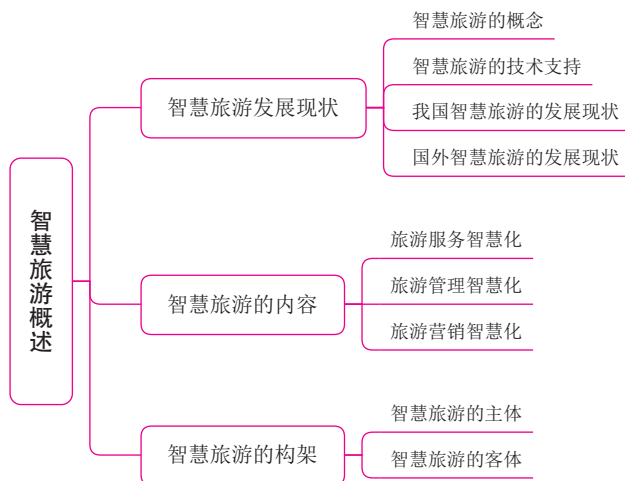 智慧旅游概述
智慧旅游发展现状
智慧旅游的概念
智慧旅游的技术支持
我国智慧旅游的发展现状
国外智慧旅游的发展现状
智慧旅游的内容
旅游服务智慧化
旅游管理智慧化
旅游营销智慧化
智慧旅游的构架
智慧旅游的主体
智慧旅游的客体